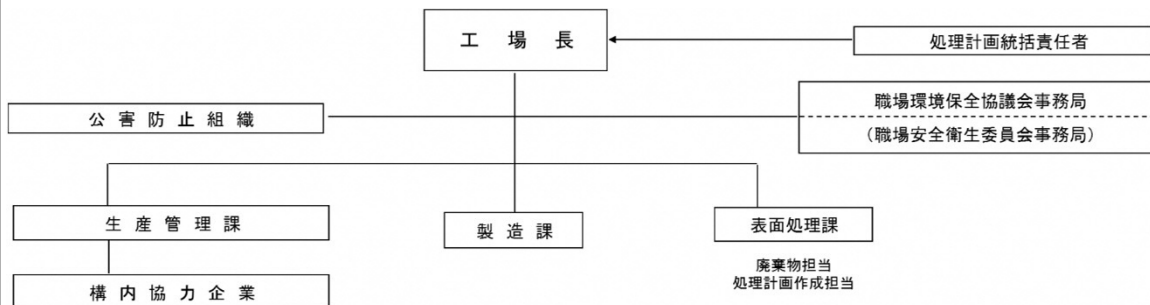 工場長
処理計画統括責任者
職場環境保全協議会事務局
公害防止組織
（職場安全衛生委員会事務局）
生産管理課
製造課
表面処理課
廃棄物担当
処理計画作成担当
構内協力企業